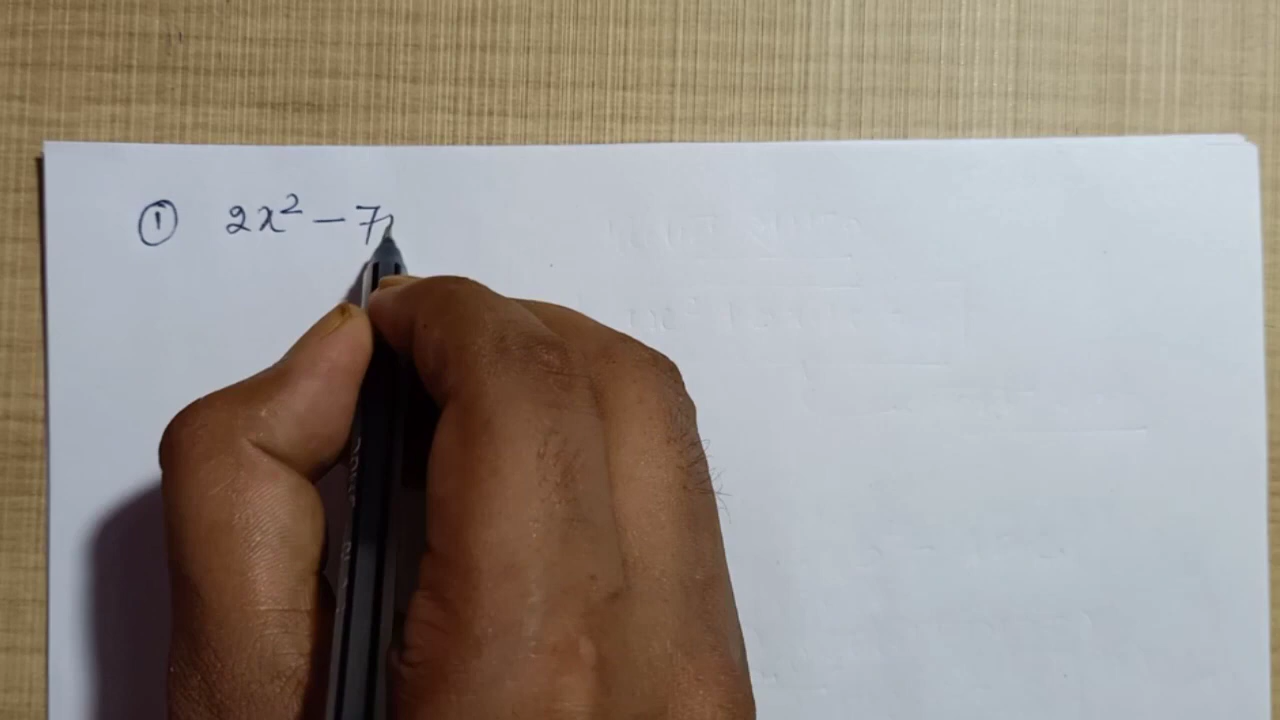 ① 2x² - 7